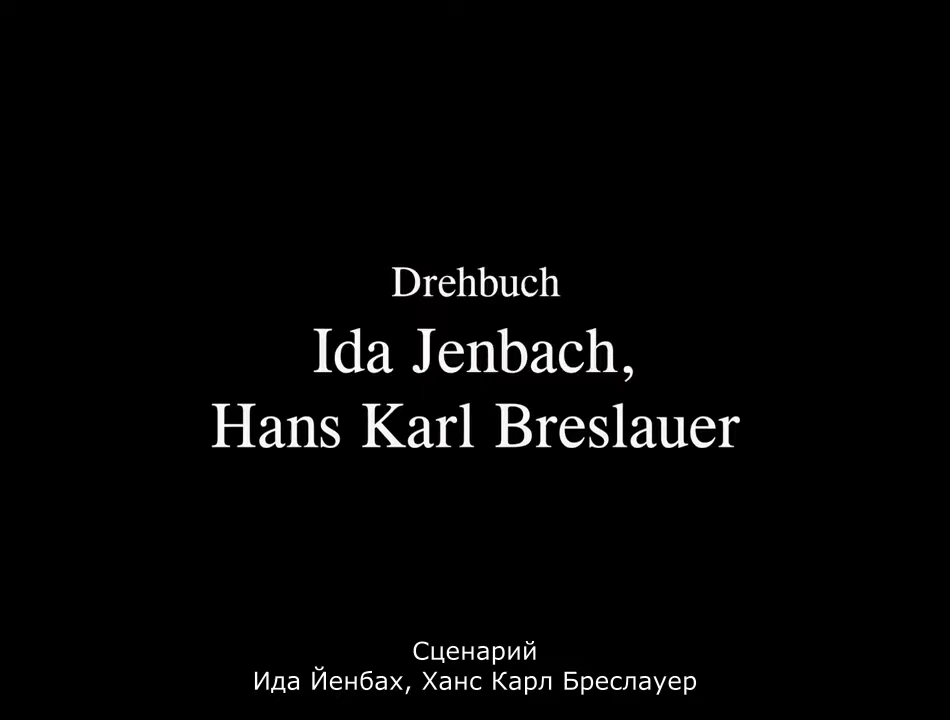 Drehbuch
Ida Jenbach,
Hans Karl Breslauer
Сценарий
Ида Йенбах, Ханс Карл Бреслауер